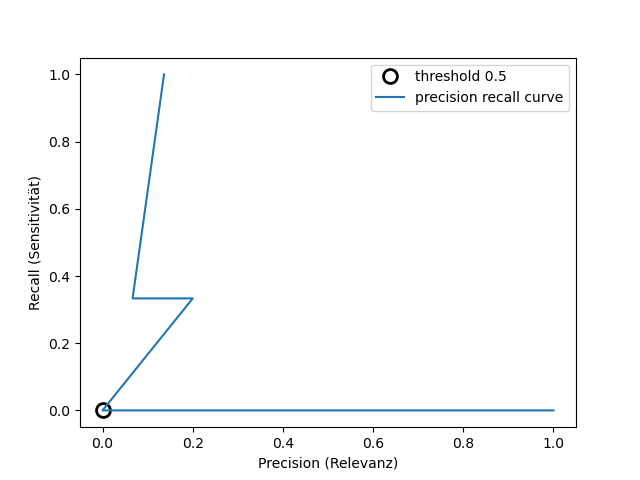 threshold 0.5
precision recall curve
1.0
0.8
0.6
0.4
0.2
0.0
Recall (Sensitivität)
0.0 0.2 0.4 0.6 0.8 1.0
Precision (Relevanz)